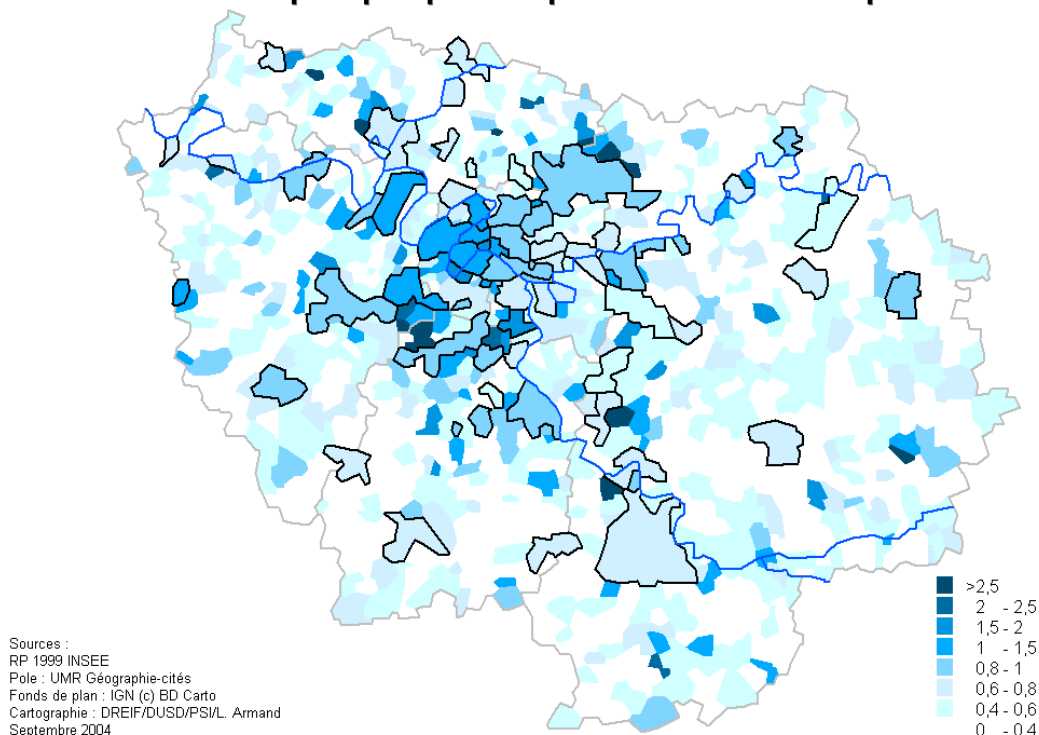 >2,5
2 - 2,5
1,5 - 2
1 - 1,5
0,8 - 1
0,6 - 0,8
0,4 - 0,6
0 - 0,4
Sources :
RP 1999 INSEE
Pole : UMR Géographie-cités
Fonds de plan : IGN (c) BD Carto
Cartographie : DREIF/DUSD/PSI/L. Armand
Septembre 2004